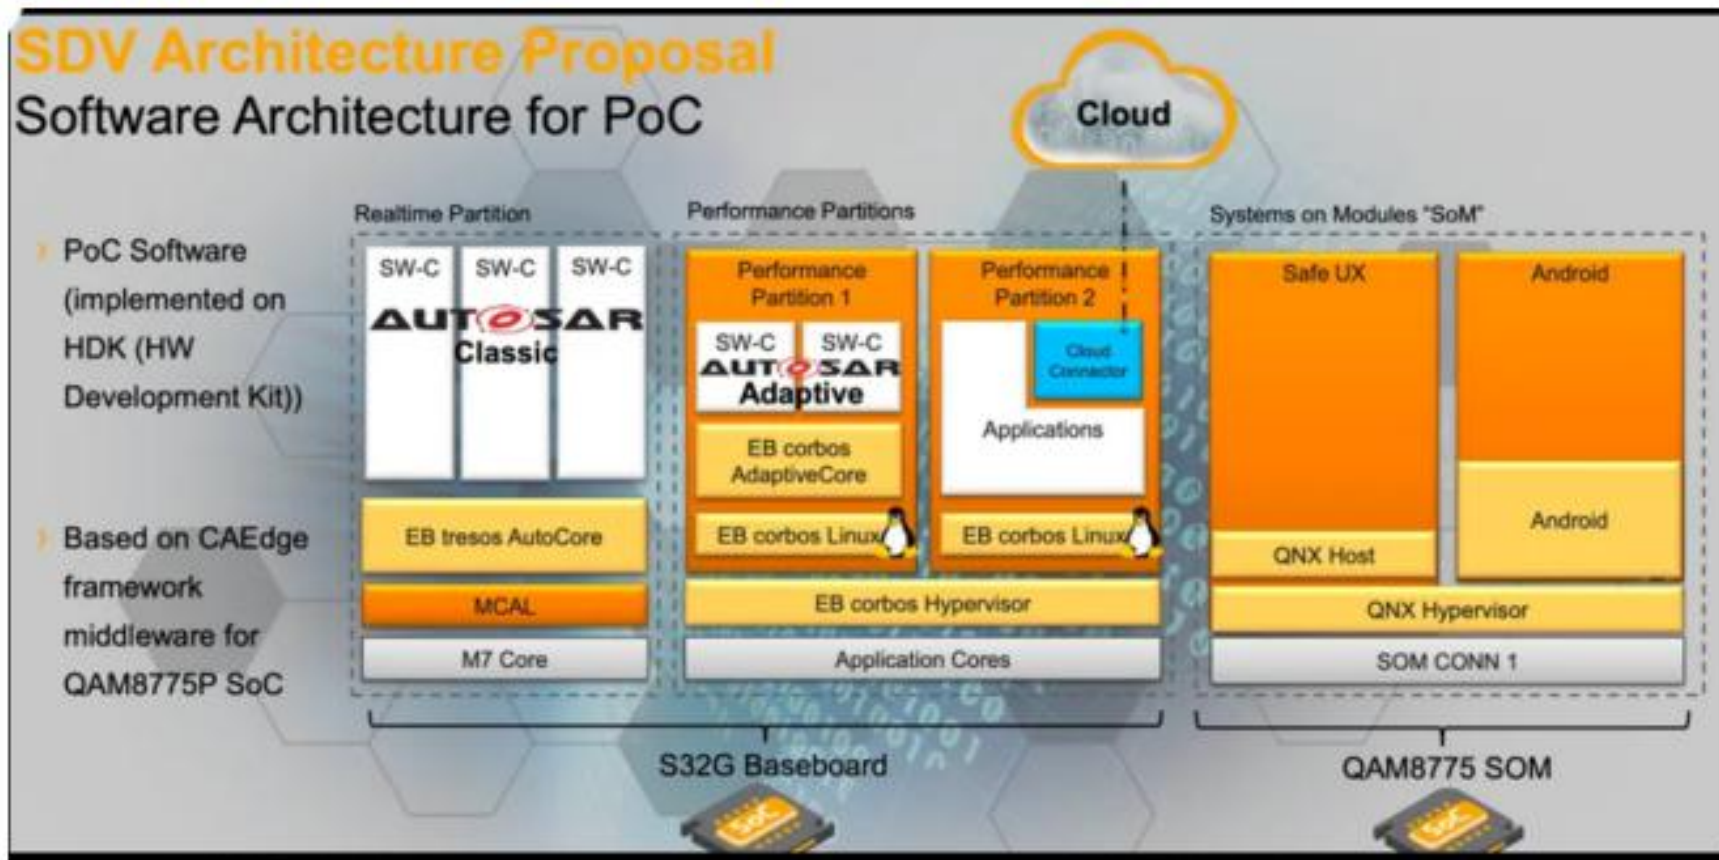 SDV Architecture Proposal
Software Architecture for PoC
Cloud
PoC Software
(implemented on
HDK (HW
Development Kit))
Based on CAEdge
framework
middleware for
QAM8775P SoC
Realtime Partition
SW-C SW-C SW-C
AUTOSAR
Classic
EB tresos AutoCore
MCAL
M7 Core
Performance Partitions
Performance
Partition 1
SW-C SW-C
AUTOSAR
Adaptive
EB corbos
AdaptiveCore
EB corbos Linux
Performance
Partition 2
Cloud
Connector
Applications
EB corbos Linux
EB corbos Hypervisor
Application Cores
Systems on Modules "SoM"
Safe UX
QNX Host
Android
Android
QNX Hypervisor
SOM CONN 1
S32G Baseboard
SoC
QAM8775 SOM
SoC